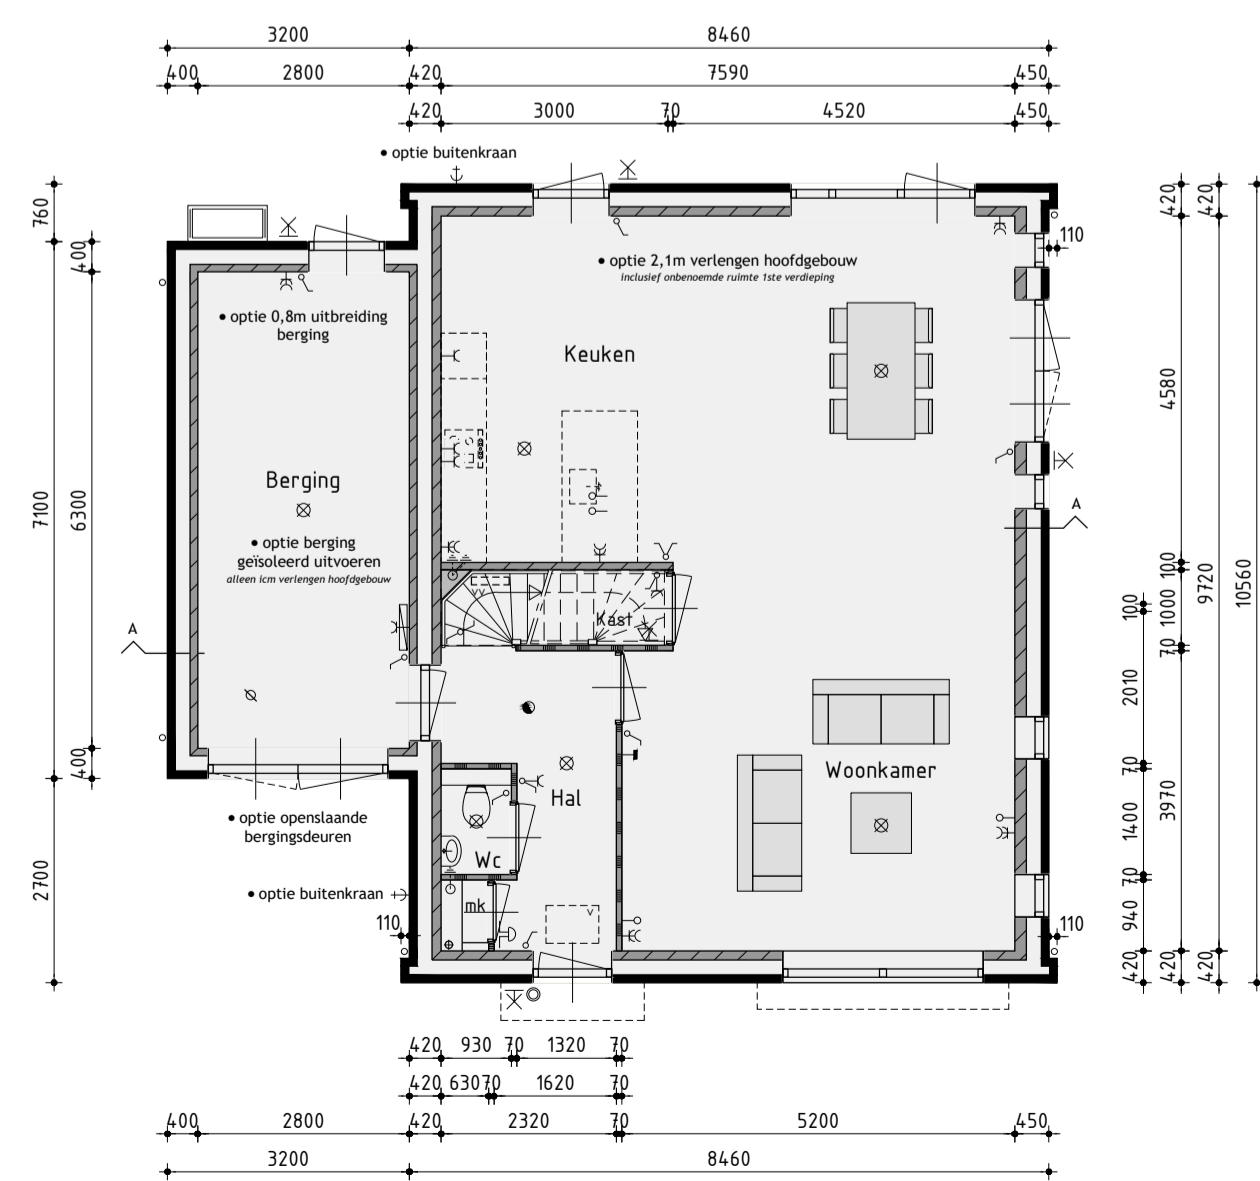 3200 8460
400 2800 420 7590 450
420 3000 70 4520 450
• optie buitenkraan
760
400
420
420
110
• optie 2,1m verlengen hoofdgebouw
inclusief onbenoemde ruimte 1ste verdieping
• optie 0,8m uitbreiding
berging
Keuken
4580
Berging
7100
6300
A
• optie berging
geïsoleerd uitvoeren
alleen icm verlengen hoofdgebouw
9720
10560
100
100
1000
70
Kast
A
2010
Woonkamer
70
400
Hal
3970
1400
• optie openslaande
bergingsdeuren
Wc
2700
• optie buitenkraan
mk
v
70
940
110
110
420
420
420
420 930 70 1320 70
420 630 70 1620 70
400 2800 420 2320 70 5200 450
3200 8460